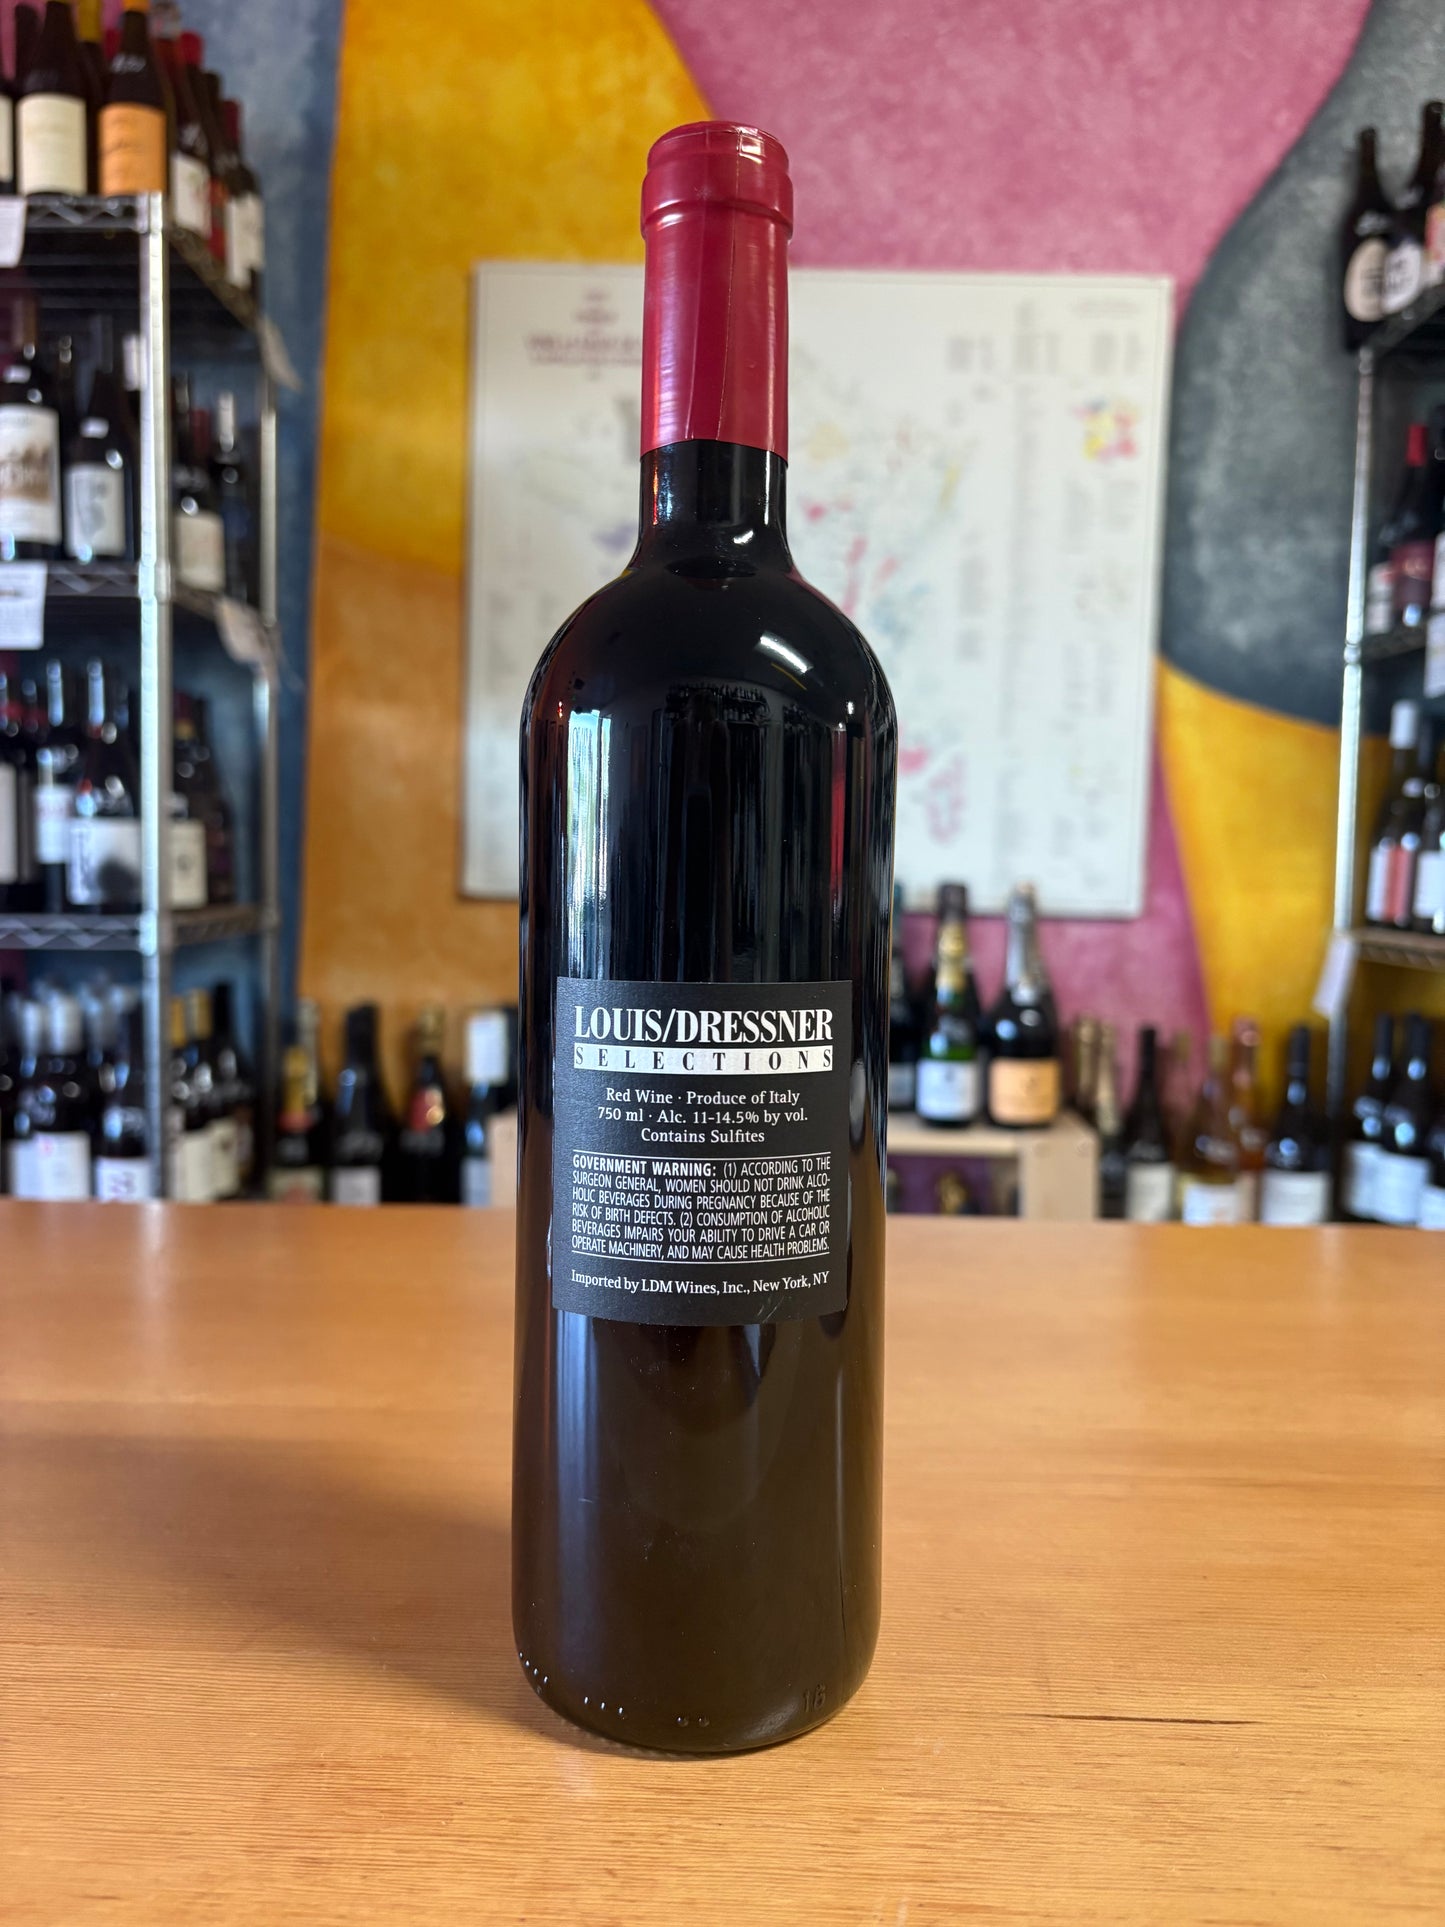 LOUIS/DRESSNER
SELECTIONS
Red Wine · Produce of Italy
750 ml · Alc. 11-14.5% by vol.
Contains Sulfites
GOVERNMENT WARNING: (1) ACCORDING TO THE
SURGEON GENERAL, WOMEN SHOULD NOT DRINK ALCO-
HOLIC BEVERAGES DURING PREGNANCY BECAUSE OF THE
RISK OF BIRTH DEFECTS. (2) CONSUMPTION OF ALCOHOLIC
BEVERAGES IMPAIRS YOUR ABILITY TO DRIVE A CAR OR
OPERATE MACHINERY, AND MAY CAUSE HEALTH PROBLEMS.
Imported by LDM Wines, Inc., New York, NY
16